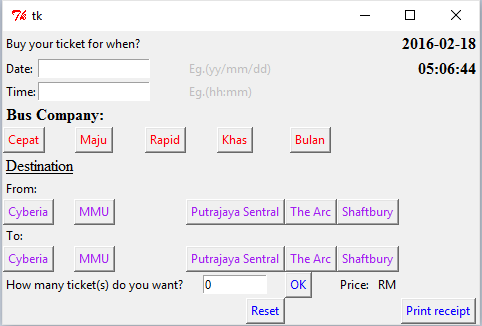 tk
Buy your ticket for when? 2016-02-18
Date: Eg.(yy/mm/dd) 05:06:44
Time: Eg.(hh:mm)
Bus Company:
Cepat Maju Rapid Khas Bulan
Destination
From:
Cyberia MMU Putrajaya Sentral The Arc Shaftbury
To:
Cyberia MMU Putrajaya Sentral The Arc Shaftbury
How many ticket(s) do you want? 0 OK Price: RM
Reset Print receipt